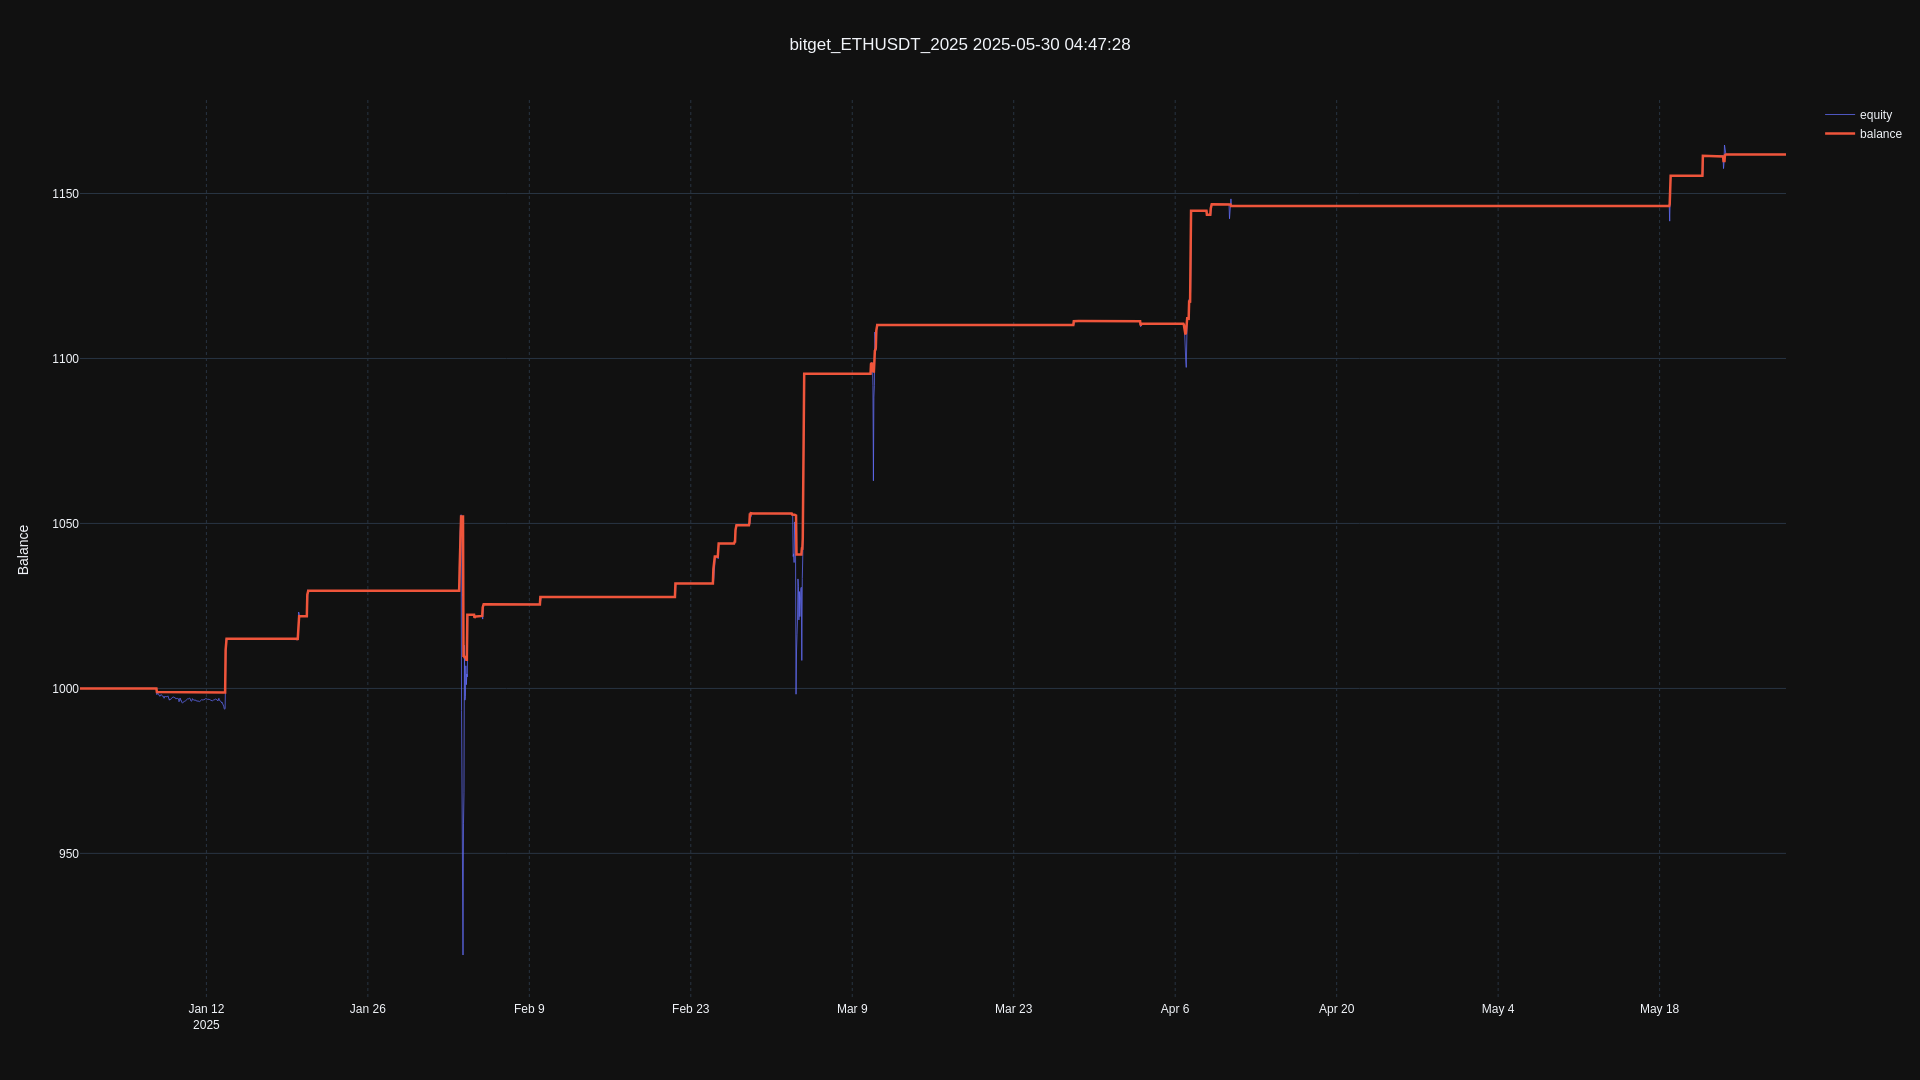 bitget_ETHUSDT_2025 2025-05-30 04:47:28
equity
balance
1150
1100
1050
1000
950
Balance
Jan 12
2025
Jan 26
Feb 9
Feb 23
Mar 9
Mar 23
Apr 6
Apr 20
May 4
May 18